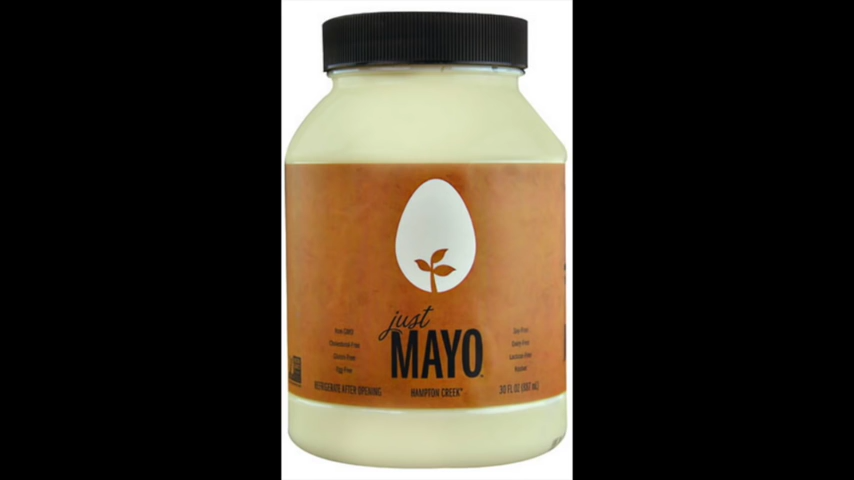 just
MAYO
Non-GMO
Cholesterol-Free
Gluten-Free
Egg-Free
Soy-Free
Dairy-Free
Lactose-Free
Kosher
REFRIGERATE AFTER OPENING
HAMPTON CREEK™
30 FL OZ (887 mL)